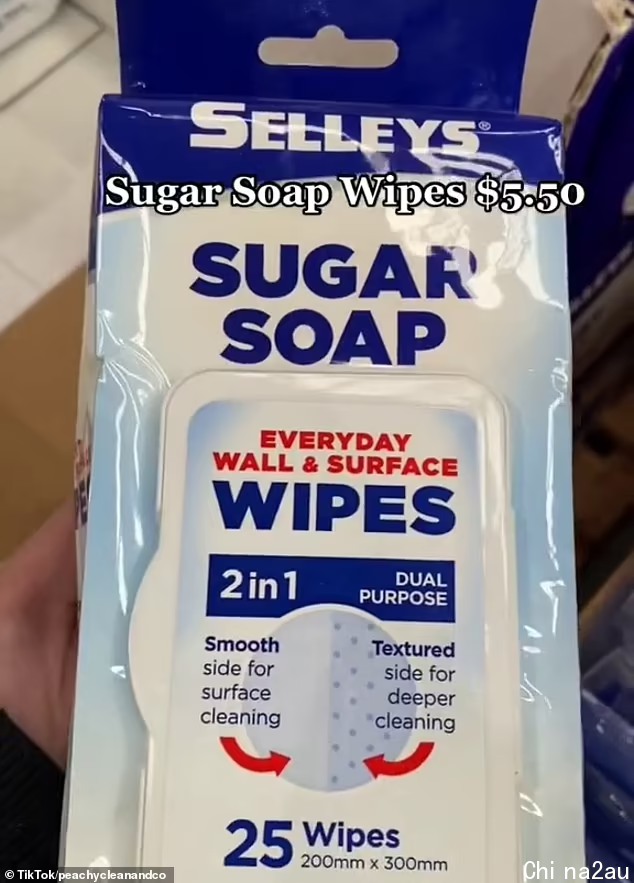 SELLEYS®
Sugar Soap Wipes $5.50
SUGAR
SOAP
EVERYDAY
WALL & SURFACE
WIPES
2in1
DUAL
PURPOSE
Smooth
side for
surface
cleaning
Textured
side for
deeper
cleaning
25 Wipes
200mm x 300mm
© TikTok/peachycleanandco
Chi na2au